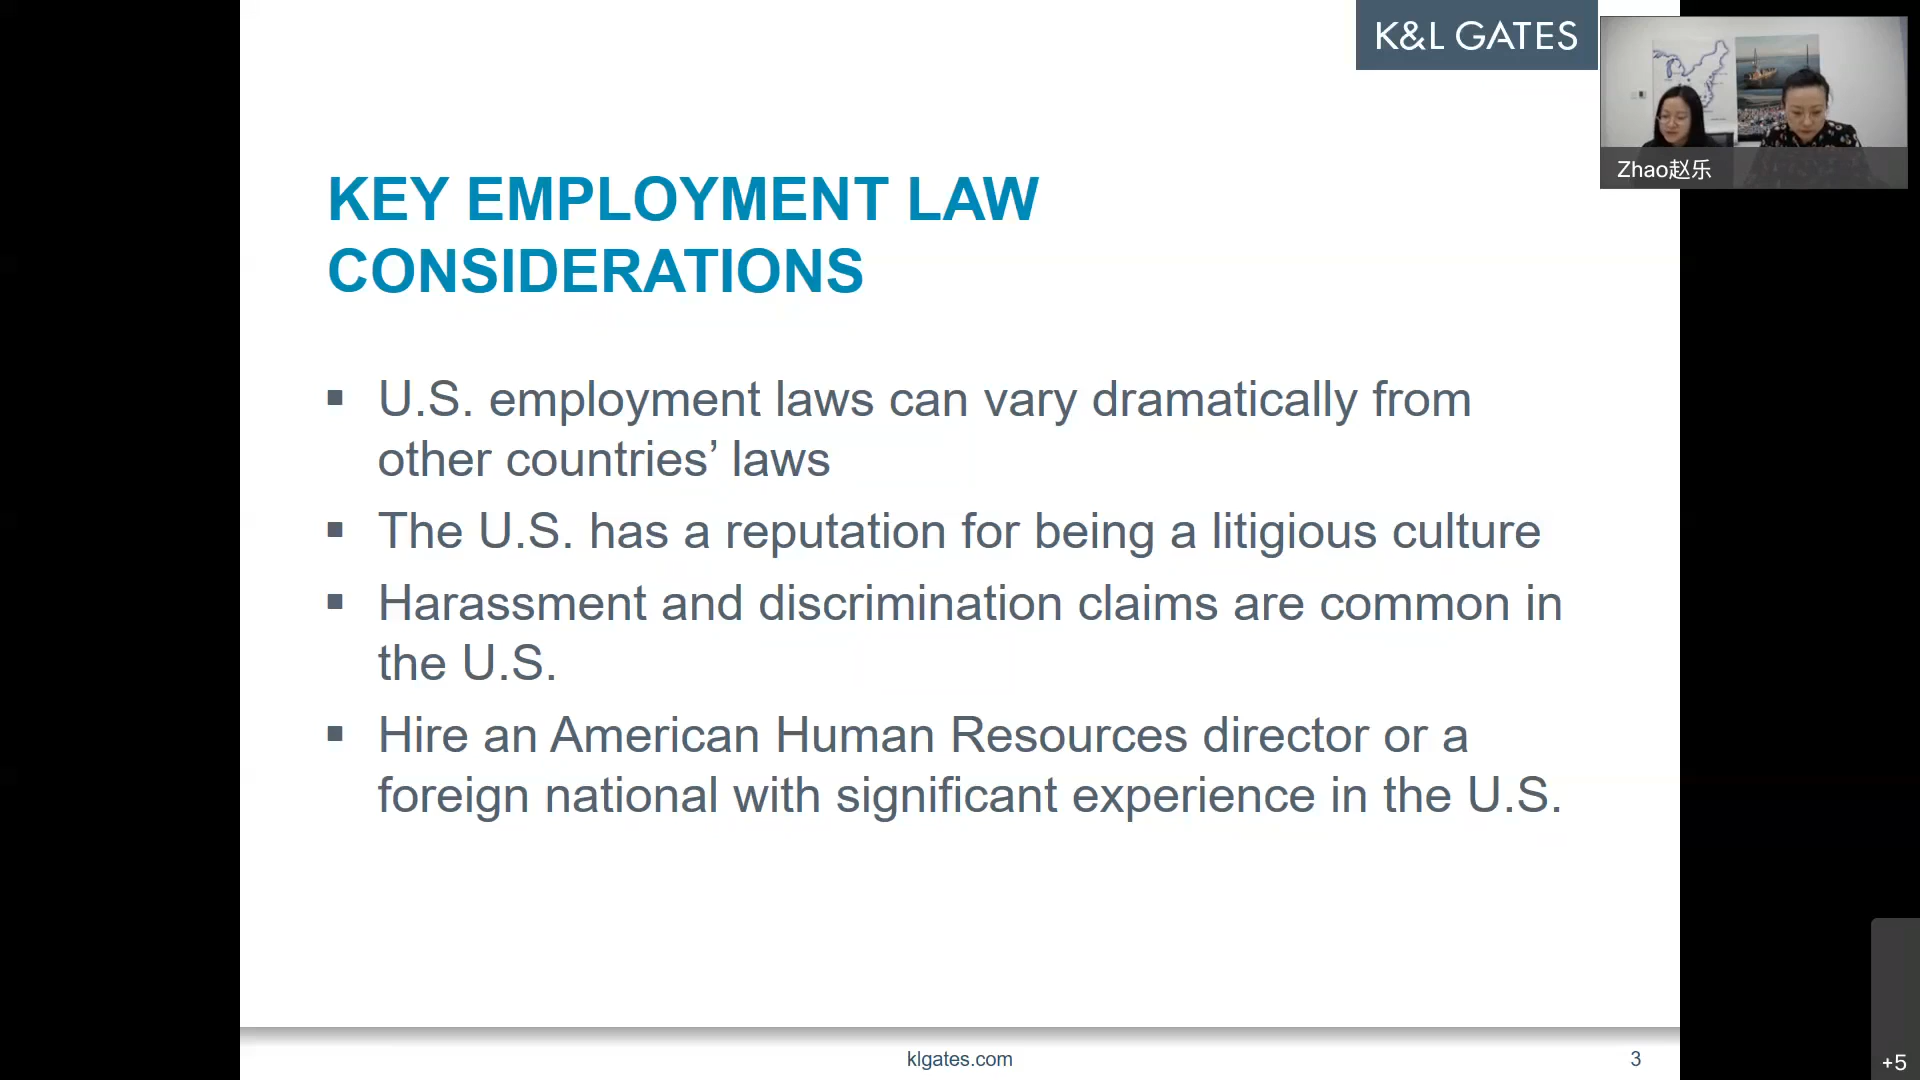 K&L GATES
Zhao赵乐
KEY EMPLOYMENT LAW
CONSIDERATIONS
▪ U.S. employment laws can vary dramatically from
other countries’ laws
▪ The U.S. has a reputation for being a litigious culture
▪ Harassment and discrimination claims are common in
the U.S.
▪ Hire an American Human Resources director or a
foreign national with significant experience in the U.S.
klgates.com
3
+5